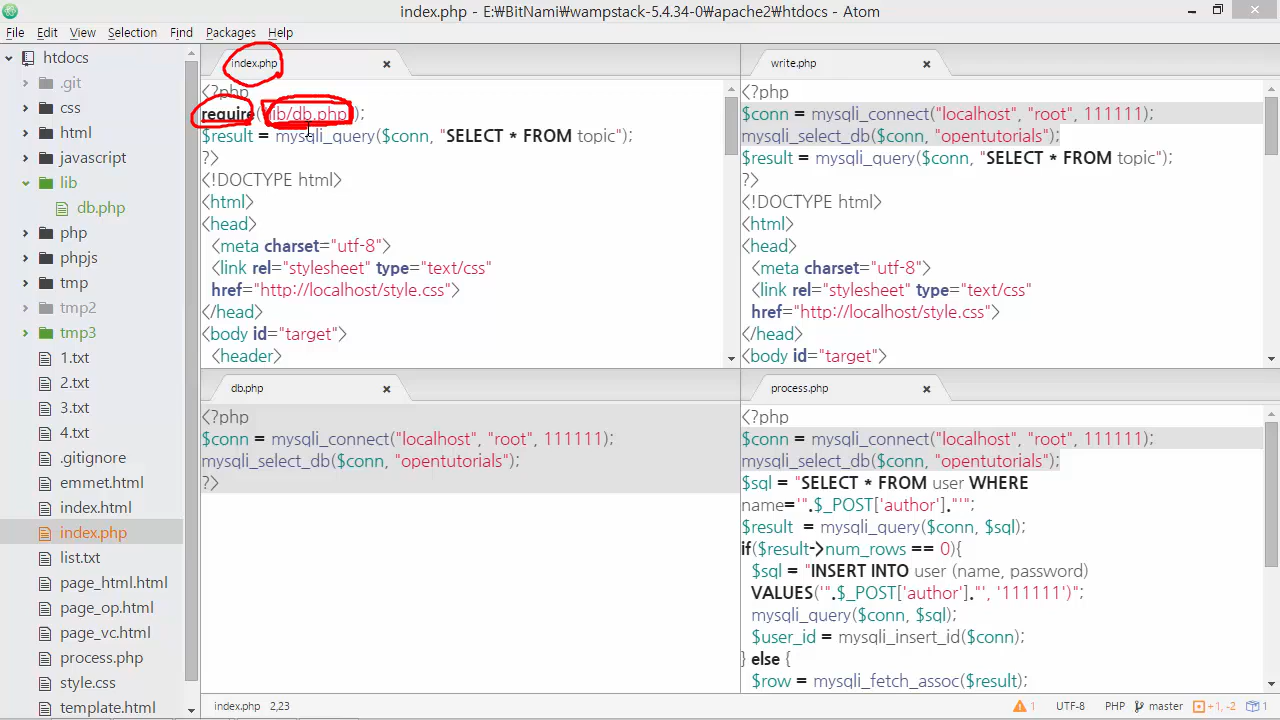 index.php - E:₩BitNami₩wampstack-5.4.34-0₩apache2₩htdocs - Atom
File Edit View Selection Find Packages Help
htdocs
.git
css
html
javascript
lib
db.php
php
phpjs
tmp
tmp2
tmp3
1.txt
2.txt
3.txt
4.txt
.gitignore
emmet.html
index.html
index.php
list.txt
page_html.html
page_op.html
page_vc.html
process.php
style.css
template.html
index.php
<?php
require("lib/db.php");
$result = mysqli_query($conn, "SELECT * FROM topic");
?>
<!DOCTYPE html>
<html>
<head>
<meta charset="utf-8">
<link rel="stylesheet" type="text/css"
href="http://localhost/style.css">
</head>
<body id="target">
<header>
write.php
<?php
$conn = mysqli_connect("localhost", "root", 111111);
mysqli_select_db($conn, "opentutorials");
$result = mysqli_query($conn, "SELECT * FROM topic");
?>
<!DOCTYPE html>
<html>
<head>
<meta charset="utf-8">
<link rel="stylesheet" type="text/css"
href="http://localhost/style.css">
</head>
<body id="target">
db.php
<?php
$conn = mysqli_connect("localhost", "root", 111111);
mysqli_select_db($conn, "opentutorials");
?>
process.php
<?php
$conn = mysqli_connect("localhost", "root", 111111);
mysqli_select_db($conn, "opentutorials");
$sql = "SELECT * FROM user WHERE
name='".$_POST['author']."'";
$result  = mysqli_query($conn, $sql);
if($result->num_rows == 0){
$sql = "INSERT INTO user (name, password)
VALUES('".$_POST['author']."', '111111')";
mysqli_query($conn, $sql);
$user_id = mysqli_insert_id($conn);
} else {
$row = mysqli_fetch_assoc($result);
index.php 2,23
1 UTF-8 PHP master +1, -2 1